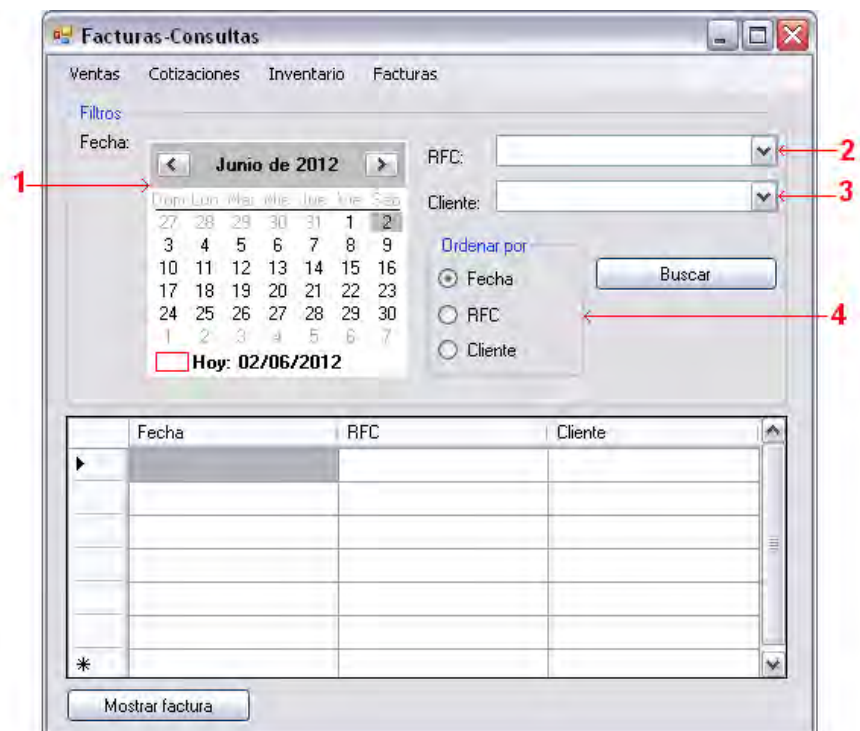 Facturas-Consultas
Ventas Cotizaciones Inventario Facturas
Filtros
Fecha:
1
Junio de 2012
Dom Lun Mar Mié Jue Vie Sáb
27 28 29 30 31 1 2
3 4 5 6 7 8 9
10 11 12 13 14 15 16
17 18 19 20 21 22 23
24 25 26 27 28 29 30
1 2 3 4 5 6 7
Hoy: 02/06/2012
RFC:
2
Cliente:
3
Ordenar por
Fecha
RFC
Cliente
Buscar
4
Fecha RFC Cliente
Mostrar factura